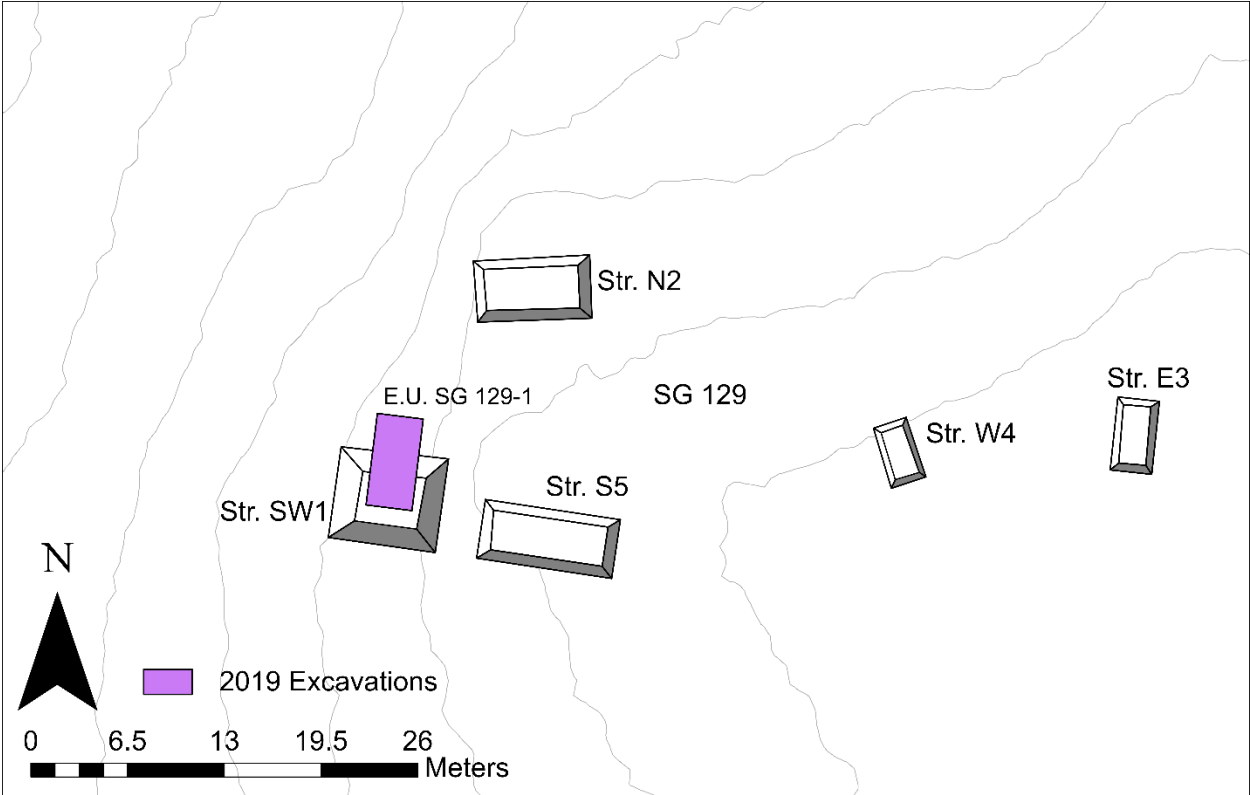 Str. N2
E.U. SG 129-1
SG 129
Str. E3
Str. W4
Str. S5
Str. SW1
N
2019 Excavations
0 6.5 13 19.5 26
Meters